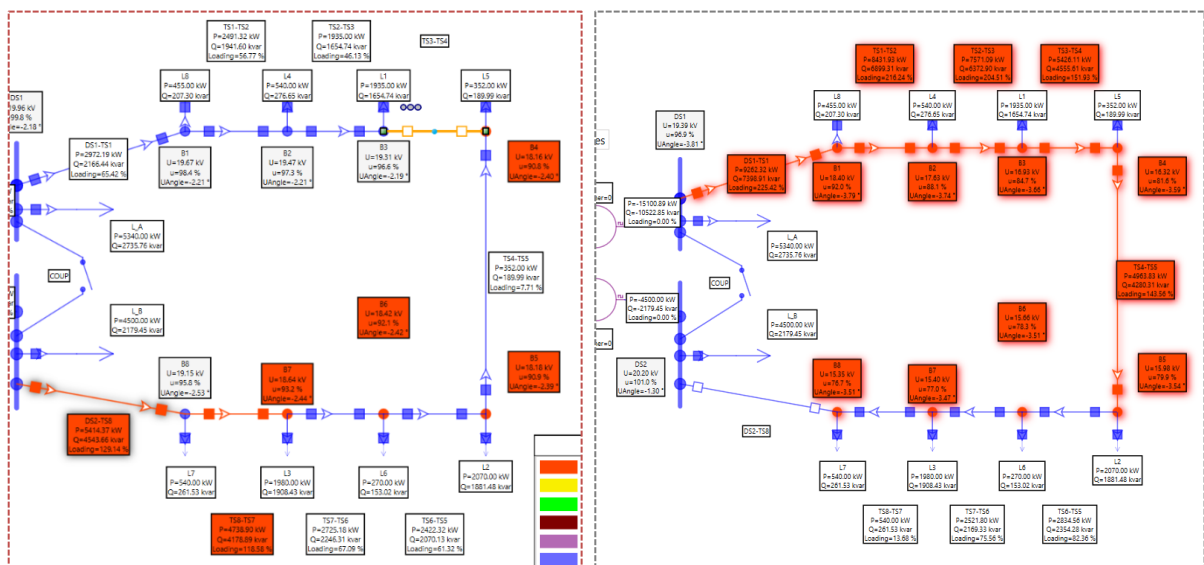 TS1-TS2
P=2491.32 kW
Q=1941.60 kvar
Loading=56.77 %
TS2-TS3
P=1935.00 kW
Q=1654.74 kvar
Loading=46.13 %
TS3-TS4
DS1
19.96 kV
99.8 %
e=-2.18 °
L8
P=455.00 kW
Q=207.30 kvar
L4
P=540.00 kW
Q=276.65 kvar
L1
P=1935.00 kW
Q=1654.74 kvar
L5
P=352.00 kW
Q=189.99 kvar
DS1-TS1
P=2972.19 kW
Q=2166.44 kvar
Loading=65.42 %
B1
U=19.67 kV
u=98.4 %
UAngle=-2.21 °
B2
U=19.47 kV
u=97.3 %
UAngle=-2.21 °
B3
U=19.31 kV
u=96.6 %
UAngle=-2.19 °
B4
U=18.16 kV
u=90.8 %
UAngle=-2.40 °
L_A
P=5340.00 kW
Q=2735.76 kvar
COUP
TS4-TS5
P=352.00 kW
Q=189.99 kvar
Loading=7.71 %
L_B
P=4500.00 kW
Q=2179.45 kvar
B6
U=18.42 kV
u=92.1 %
UAngle=-2.42 °
B8
U=19.15 kV
u=95.8 %
UAngle=-2.53 °
B7
U=18.64 kV
u=93.2 %
UAngle=-2.44 °
B5
U=18.18 kV
u=90.9 %
UAngle=-2.39 °
DS2-TS8
P=5414.37 kW
Q=4543.66 kvar
Loading=129.14 %
L7
P=540.00 kW
Q=261.53 kvar
L3
P=1980.00 kW
Q=1908.43 kvar
L6
P=270.00 kW
Q=153.02 kvar
L2
P=2070.00 kW
Q=1881.48 kvar
TS8-TS7
P=4738.90 kW
Q=4178.89 kvar
Loading=118.58 %
TS7-TS6
P=2725.18 kW
Q=2246.31 kvar
Loading=67.09 %
TS6-TS5
P=2422.32 kW
Q=2070.13 kvar
Loading=61.32 %
TS1-TS2
P=8431.93 kW
Q=6899.31 kvar
Loading=216.24 %
TS2-TS3
P=7571.09 kW
Q=6372.90 kvar
Loading=204.51 %
TS3-TS4
P=5426.11 kW
Q=4555.61 kvar
Loading=151.93 %
DS1
U=19.39 kV
u=96.9 %
UAngle=-3.81 °
es
L8
P=455.00 kW
Q=207.30 kvar
L4
P=540.00 kW
Q=276.65 kvar
L1
P=1935.00 kW
Q=1654.74 kvar
L5
P=352.00 kW
Q=189.99 kvar
DS1-TS1
P=9262.32 kW
Q=7398.91 kvar
Loading=225.42 %
B1
U=18.40 kV
u=92.0 %
UAngle=-3.79 °
B2
U=17.63 kV
u=88.1 %
UAngle=-3.74 °
B3
U=16.93 kV
u=84.7 %
UAngle=-3.66 °
B4
U=16.32 kV
u=81.6 %
UAngle=-3.59 °
er=0
P=-15100.89 kW
Q=-10522.85 kvar
Loading=0.00 %
L_A
P=5340.00 kW
Q=2735.76 kvar
COUP
TS4-TS5
P=4963.83 kW
Q=4280.31 kvar
Loading=143.56 %
P=-4500.00 kW
Q=-2179.45 kvar
Loading=0.00 %
er=0
L_B
P=4500.00 kW
Q=2179.45 kvar
B6
U=15.66 kV
u=78.3 %
UAngle=-3.51 °
DS2
U=20.20 kV
u=101.0 %
UAngle=-1.30 °
B8
U=15.35 kV
u=76.7 %
UAngle=-3.51 °
B7
U=15.40 kV
u=77.0 %
UAngle=-3.47 °
B5
U=15.98 kV
u=79.9 %
UAngle=-3.54 °
DS2-TS8
L7
P=540.00 kW
Q=261.53 kvar
L3
P=1980.00 kW
Q=1908.43 kvar
L6
P=270.00 kW
Q=153.02 kvar
L2
P=2070.00 kW
Q=1881.48 kvar
TS8-TS7
P=540.00 kW
Q=261.53 kvar
Loading=13.68 %
TS7-TS6
P=2521.80 kW
Q=2169.33 kvar
Loading=75.56 %
TS6-TS5
P=2834.56 kW
Q=2354.28 kvar
Loading=82.36 %